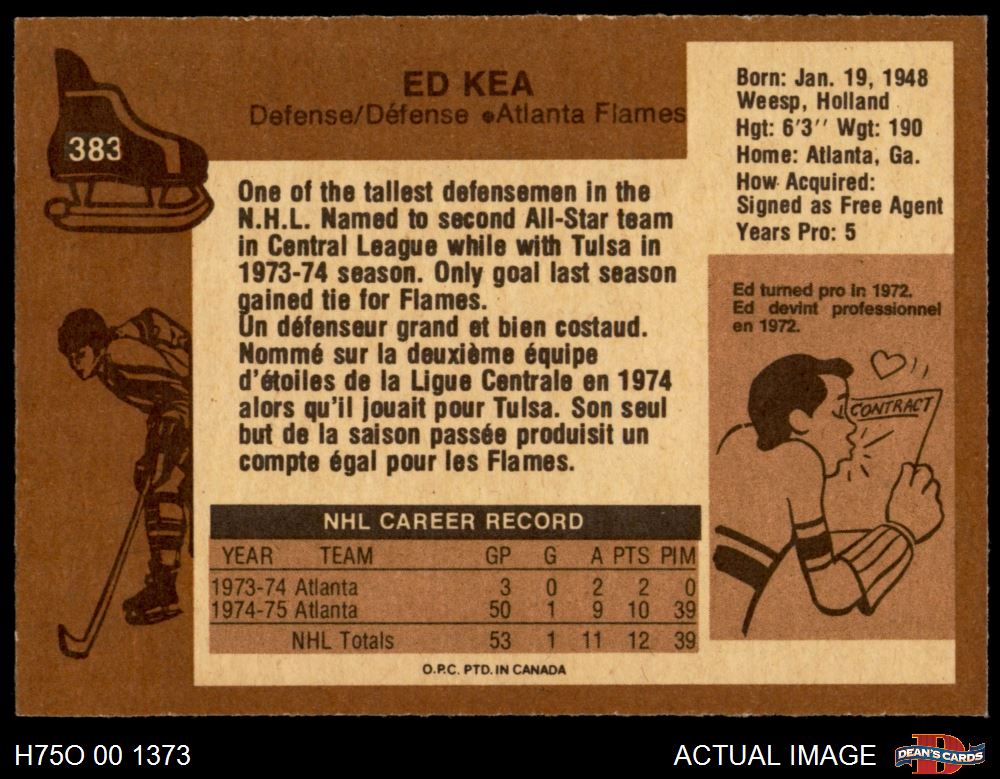 383
ED KEA
Defense/Défense •Atlanta Flames
Born: Jan. 19, 1948
Weesp, Holland
Hgt: 6'3'' Wgt: 190
Home: Atlanta, Ga.
How Acquired:
Signed as Free Agent
Years Pro: 5
One of the tallest defensemen in the
N.H.L. Named to second All-Star team
in Central League while with Tulsa in
1973-74 season. Only goal last season
gained tie for Flames.
Un défenseur grand et bien costaud.
Nommé sur la deuxième équipe
d'étoiles de la Ligue Centrale en 1974
alors qu'il jouait pour Tulsa. Son seul
but de la saison passée produisit un
compte égal pour les Flames.
Ed turned pro in 1972.
Ed devint professionnel
en 1972.
CONTRACT
NHL CAREER RECORD
YEAR TEAM GP G A PTS PIM
1973-74 Atlanta 3 0 2 2 0
1974-75 Atlanta 50 1 9 10 39
NHL Totals 53 1 11 12 39
O.P.C. PTD. IN CANADA
H75O 00 1373
ACTUAL IMAGE
DEAN'S CARDS